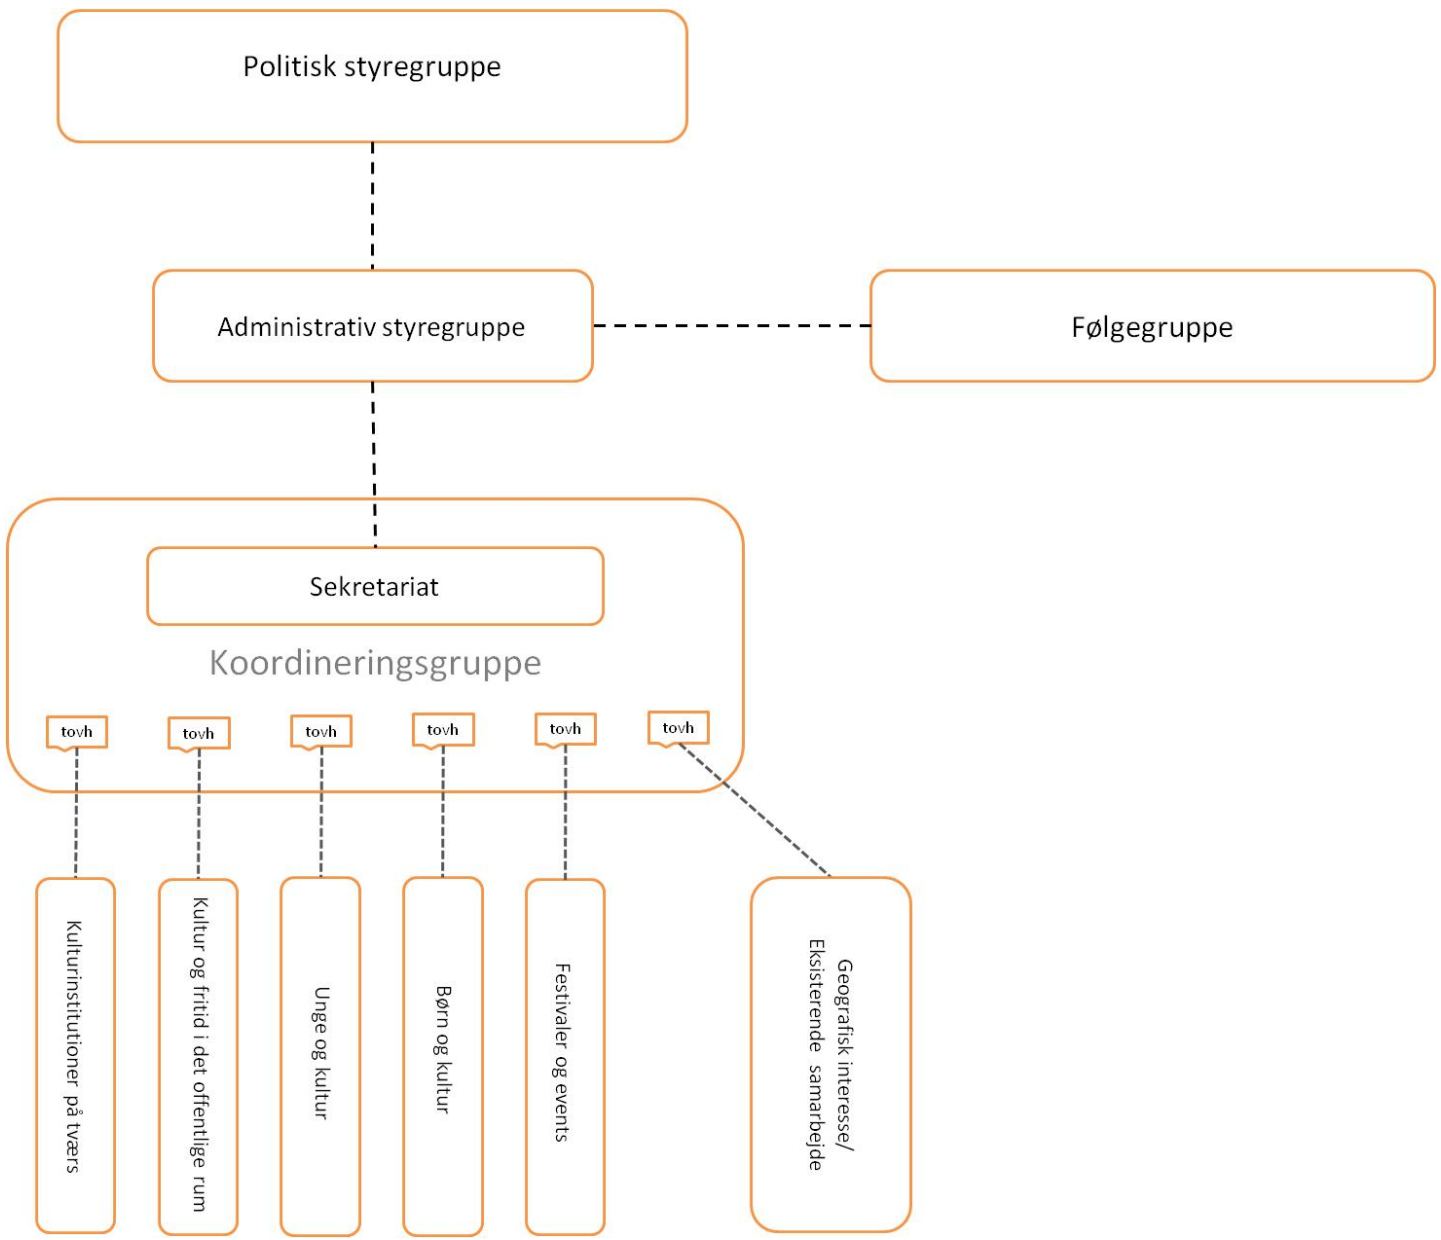 Politisk styregruppe
Administrativ styregruppe
Følgegruppe
Sekretariat
Koordineringsgruppe
tovh
tovh
tovh
tovh
tovh
tovh
Kulturinstitutioner på tværs
Kultur og fritid i det offentlige rum
Unge og kultur
Børn og kultur
Festivaler og events
Geografisk interesse/
Eksisterende samarbejde